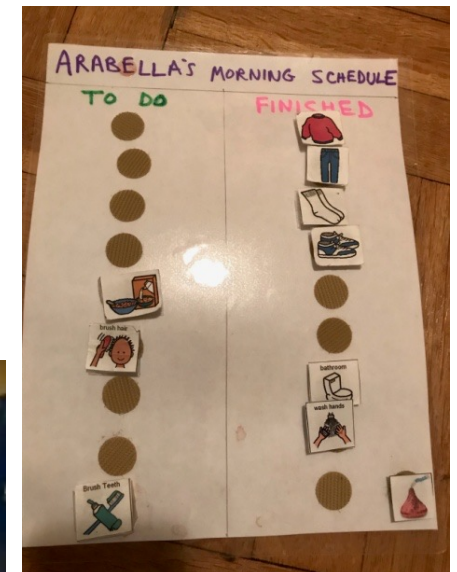 ARABELLA'S MORNING SCHEDULE
TO DO
FINISHED
brush hair
bathroom
wash hands
Brush Teeth